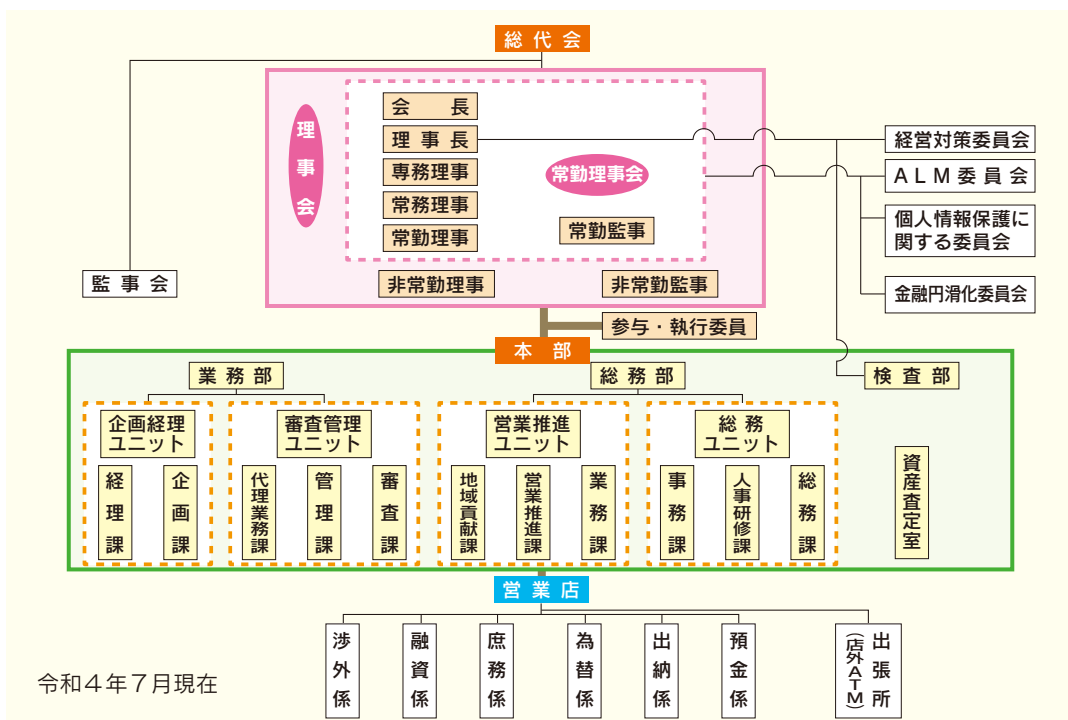 総代会
理事会
会長
理事長
専務理事
常務理事
常勤理事
常勤理事会
常勤監事
非常勤理事
非常勤監事
監事会
経営対策委員会
ALM委員会
個人情報保護に
関する委員会
金融円滑化委員会
参与・執行委員
本部
業務部
総務部
検査部
企画経理
ユニット
審査管理
ユニット
営業推進
ユニット
総務
ユニット
経理課
企画課
代理業務課
管理課
審査課
地域貢献課
営業推進課
業務課
事務課
人事研修課
総務課
資産査定室
営業店
渉外係
融資係
庶務係
為替係
出納係
預金係
出張所
(店外ATM)
令和4年7月現在